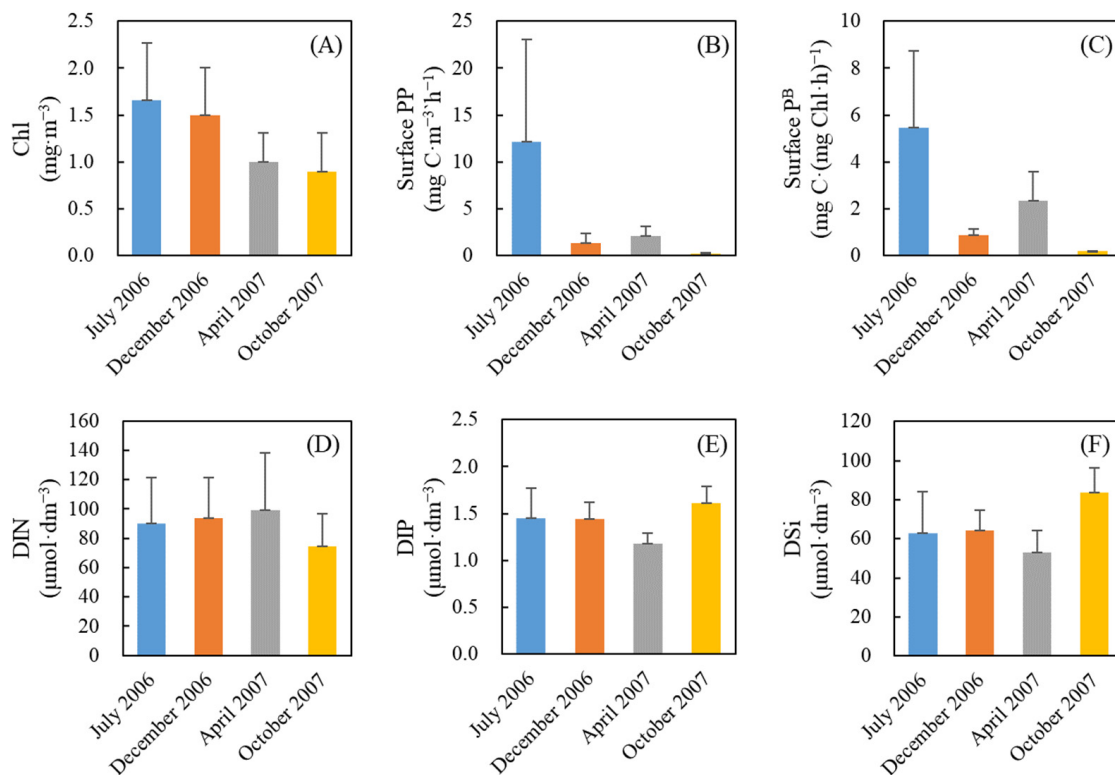 (A)
Chl
(mg·m⁻³)
2.5
2.0
1.5
1.0
0.5
0.0
July 2006
December 2006
April 2007
October 2007
(B)
Surface PP
(mg C·m⁻³‵‵h⁻¹)
25
20
15
10
5
0
July 2006
December 2006
April 2007
October 2007
(C)
Surface Pᴮ
(mg C·(mg Chl·h)⁻¹)
10
8
6
4
2
0
July 2006
December 2006
April 2007
October 2007
(D)
DIN
(μmol·dm⁻³)
160
140
120
100
80
60
40
20
0
July 2006
December 2006
April 2007
October 2007
(E)
DIP
(μmol·dm⁻³)
2.5
2.0
1.5
1.0
0.5
0.0
July 2006
December 2006
April 2007
October 2007
(F)
DSi
(μmol·dm⁻³)
120
100
80
60
40
20
0
July 2006
December 2006
April 2007
October 2007